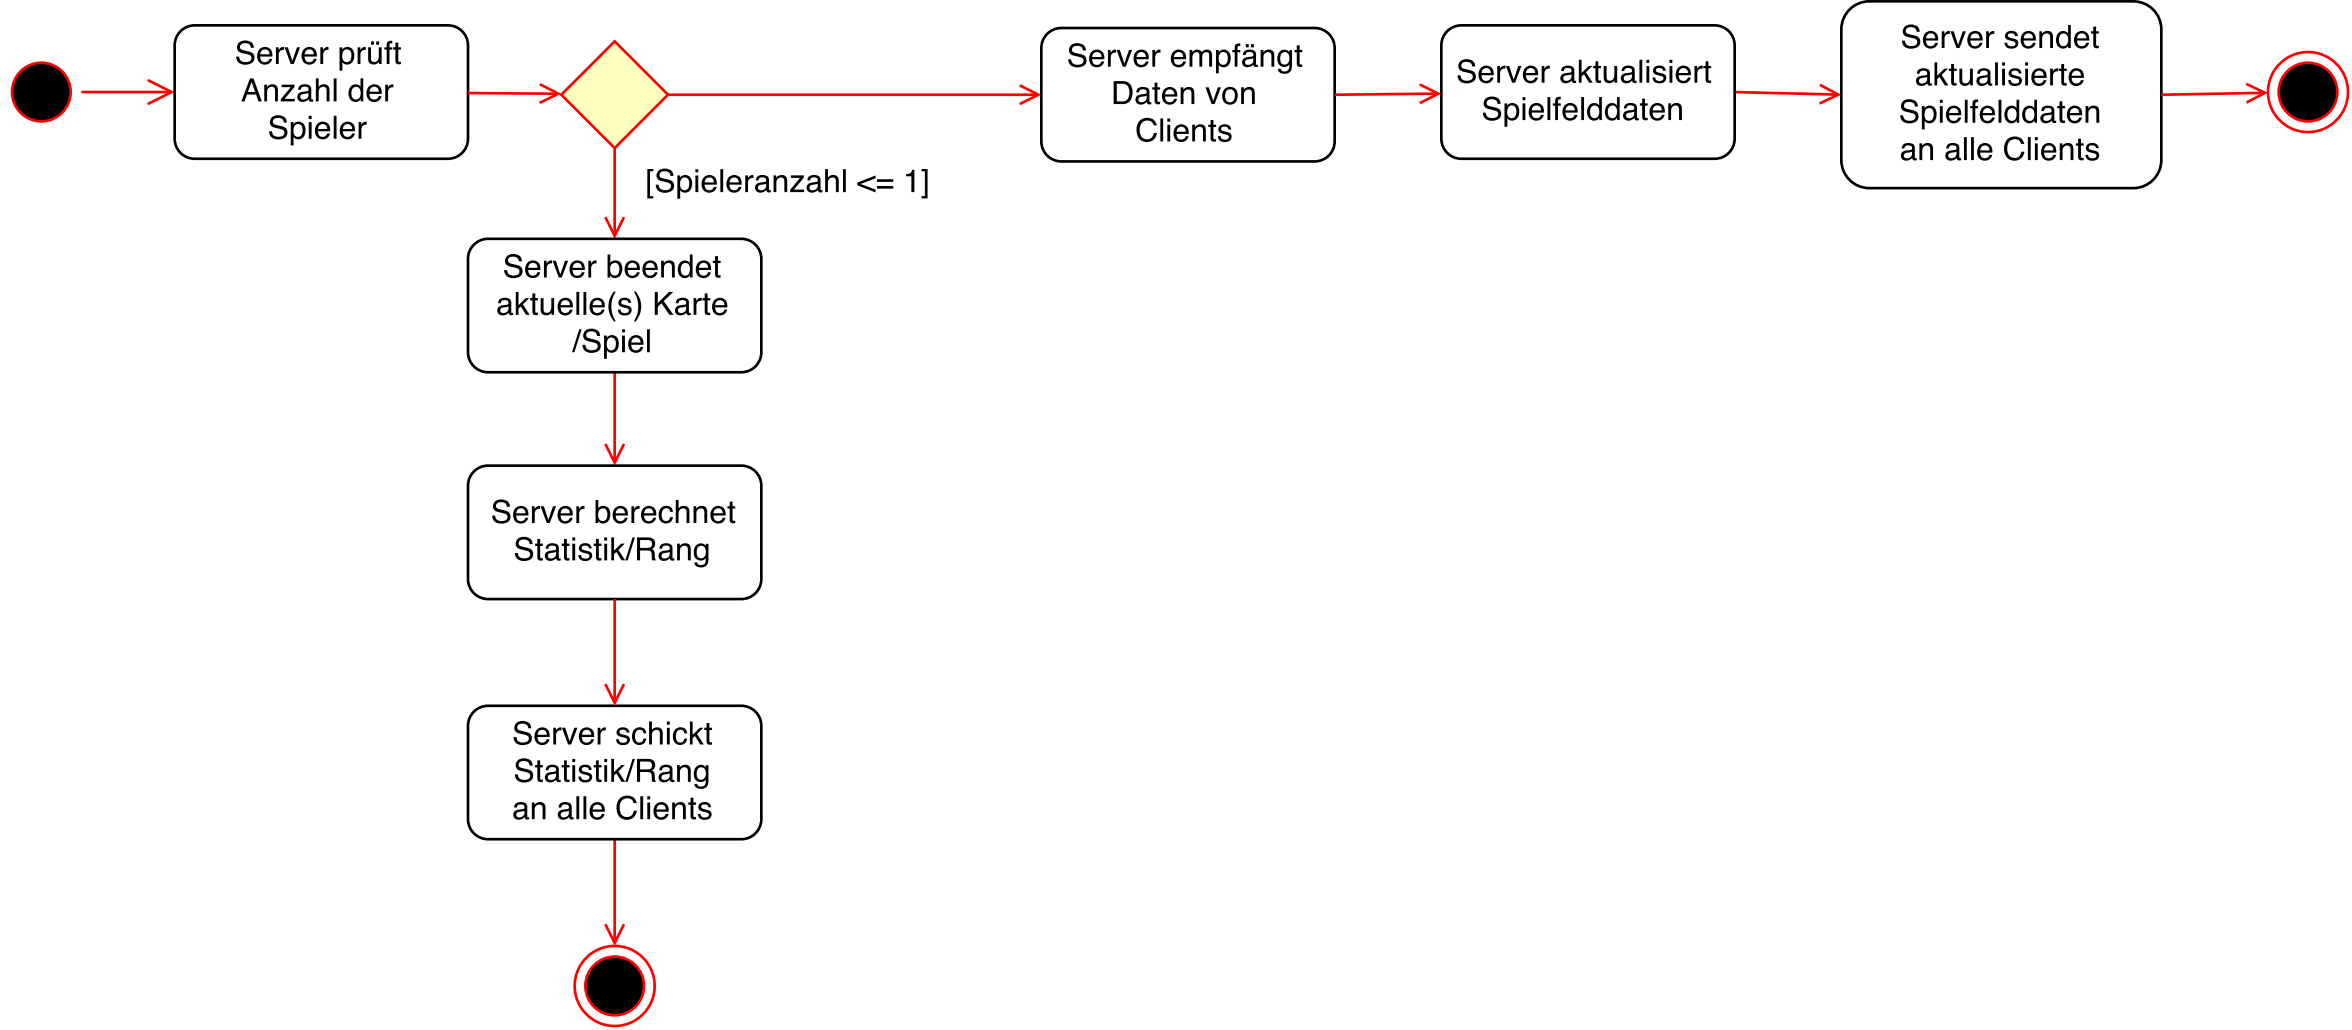 Server prüft
Anzahl der
Spieler
Server empfängt
Daten von
Clients
Server aktualisiert
Spielfelddaten
Server sendet
aktualisierte
Spielfelddaten
an alle Clients
[Spieleranzahl <= 1]
Server beendet
aktuelle(s) Karte
/Spiel
Server berechnet
Statistik/Rang
Server schickt
Statistik/Rang
an alle Clients